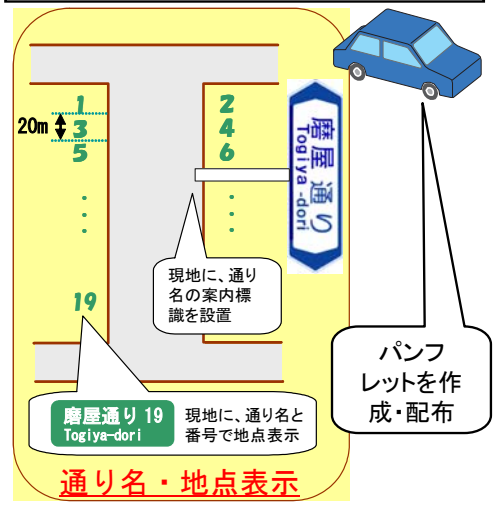 1
2
20m
3
4
5
6
・
・
・
・
・
・
磨屋通り
Togiya-dori
現地に、通り
名の案内標
識を設置
19
パンフ
レットを作
成・配布
磨屋通り 19
Togiya-dori
現地に、通り名と
番号で地点表示
通り名・地点表示